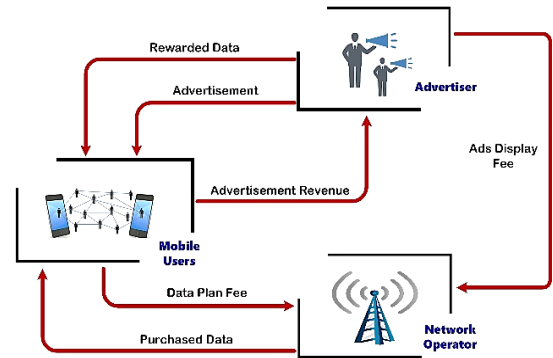 Rewarded Data
Advertisement
Advertiser
Ads Display
Fee
Advertisement Revenue
Mobile
Users
Data Plan Fee
Purchased Data
Network
Operator